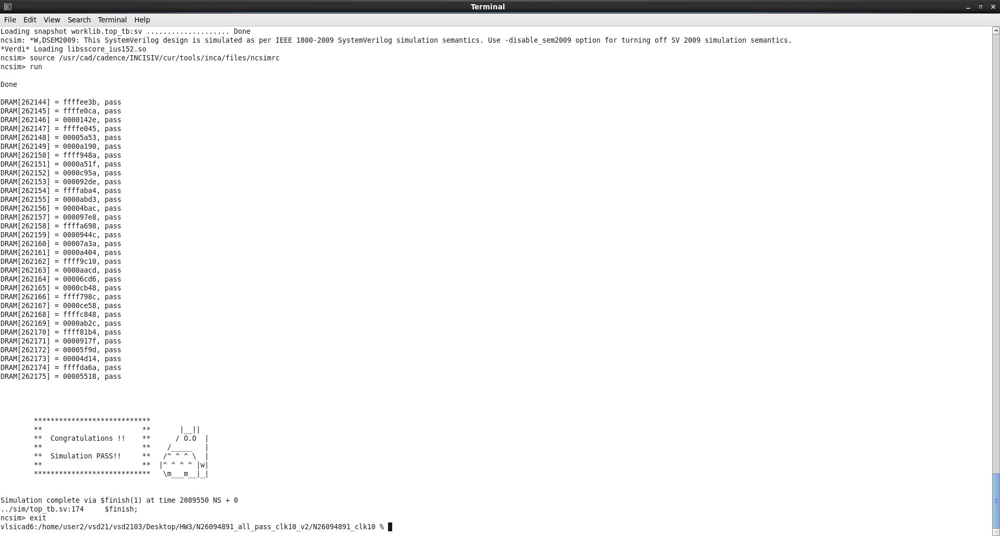 Terminal
File Edit View Search Terminal Help
Loading snapshot worklib.top_tb:sv .................... Done
ncsim: *W,DSEM2009: This SystemVerilog design is simulated as per IEEE 1800-2009 SystemVerilog simulation semantics. Use -disable_sem2009 option for turning off SV 2009 simulation semantics.
*Verdi* Loading libsscore_ius152.so
ncsim> source /usr/cad/cadence/INCISIV/cur/tools/inca/files/ncsimrc
ncsim> run
Done
DRAM[262144] = ffffee3b, pass
DRAM[262145] = ffffe0ca, pass
DRAM[262146] = 0000142e, pass
DRAM[262147] = ffffe045, pass
DRAM[262148] = 00005a53, pass
DRAM[262149] = 0000a190, pass
DRAM[262150] = ffff948a, pass
DRAM[262151] = 0000a51f, pass
DRAM[262152] = 0000c95a, pass
DRAM[262153] = 000092de, pass
DRAM[262154] = ffffaba4, pass
DRAM[262155] = 0000abd3, pass
DRAM[262156] = 00004bac, pass
DRAM[262157] = 000097e8, pass
DRAM[262158] = ffffa698, pass
DRAM[262159] = 0000944c, pass
DRAM[262160] = 00007a3a, pass
DRAM[262161] = 0000a404, pass
DRAM[262162] = ffff9c10, pass
DRAM[262163] = 0000aacd, pass
DRAM[262164] = 00006cd6, pass
DRAM[262165] = 0000cb48, pass
DRAM[262166] = ffff798c, pass
DRAM[262167] = 0000ce58, pass
DRAM[262168] = ffffc848, pass
DRAM[262169] = 0000ab2c, pass
DRAM[262170] = ffff81b4, pass
DRAM[262171] = 0000917f, pass
DRAM[262172] = 00005f9d, pass
DRAM[262173] = 00004d14, pass
DRAM[262174] = ffffda6a, pass
DRAM[262175] = 00005518, pass
        ****************************
        **                        **       |__||
        **  Congratulations !!    **      / O.O  |
        **                        **    /_____   |
        **  Simulation PASS!!     **   /^ ^ ^ \  |
        **                        **  |^ ^ ^ ^ |w|
        ****************************   \m___m__|_|
Simulation complete via $finish(1) at time 2089550 NS + 0
../sim/top_tb.sv:174     $finish;
ncsim> exit
vlsicad6:/home/user2/vsd21/vsd2103/Desktop/HW3/N26094891_all_pass_clk10_v2/N26094891_clk10 %